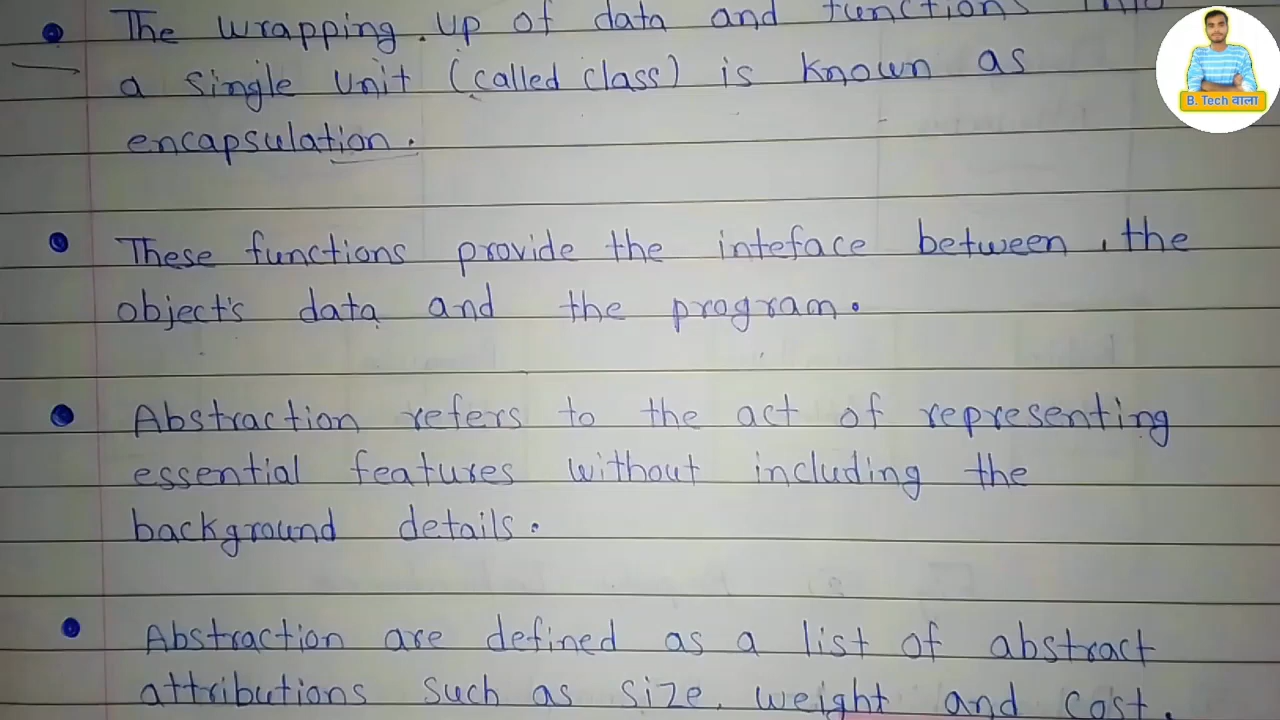 The wrapping up of data and functions into
a single unit (called class) is known as
encapsulation.
These functions provide the inteface between the
object's data and the program.
Abstraction refers to the act of representing
essential features without including the
background details.
Abstraction are defined as a list of abstract
attributions such as size, weight and cost.
B. Tech वाला